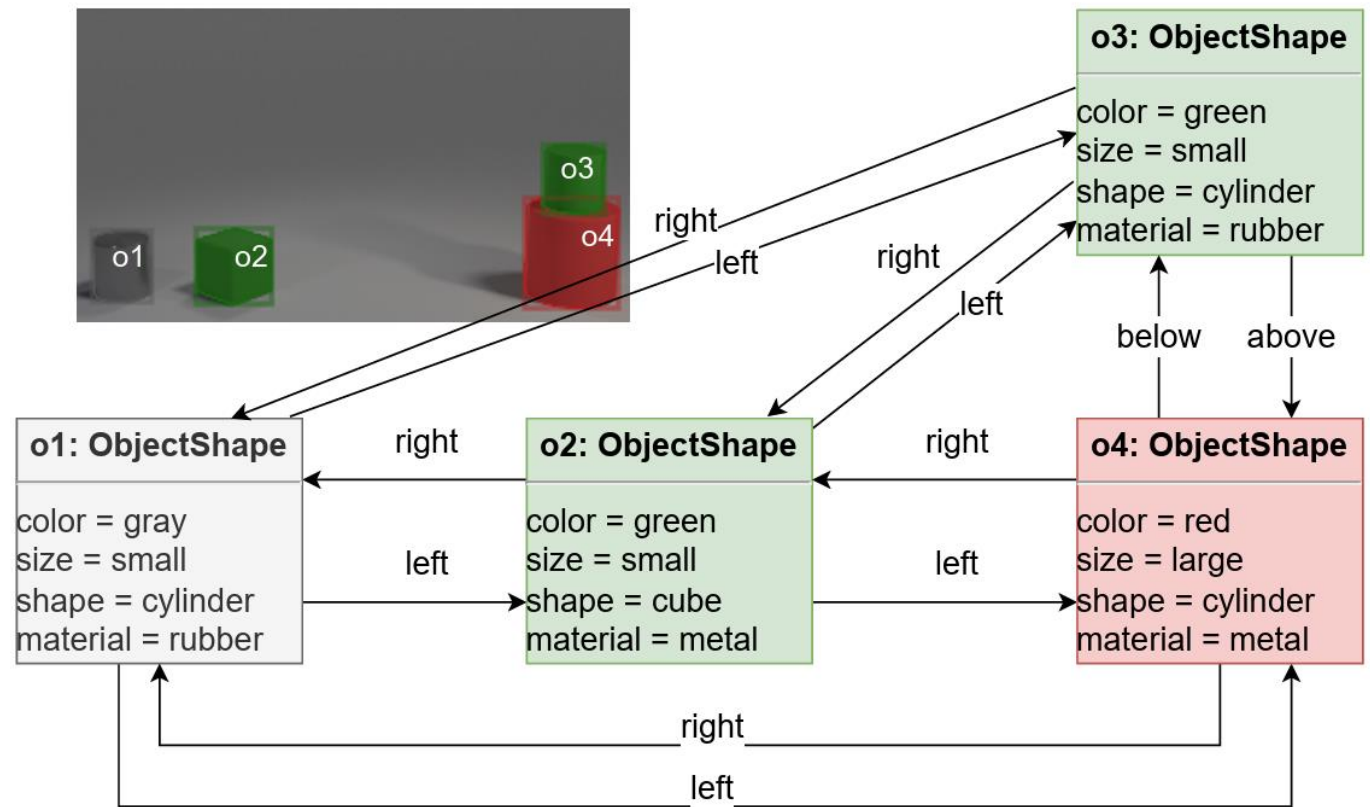 o1
o2
o3
o4
o3: ObjectShape
color = green
size = small
shape = cylinder
material = rubber
right
left
right
left
below
above
o1: ObjectShape
color = gray
size = small
shape = cylinder
material = rubber
right
left
o2: ObjectShape
color = green
size = small
shape = cube
material = metal
right
left
o4: ObjectShape
color = red
size = large
shape = cylinder
material = metal
right
left